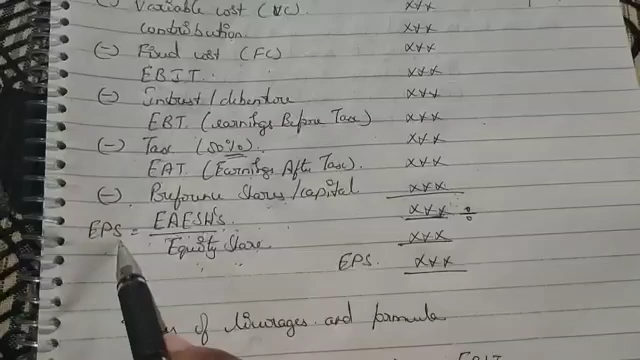 (-) Variable cost (VC) xxx
contribution xxx
(-) Fixed cost (FC) xxx
EBIT. xxx
(-) Interest/debenture xxx
EBT (earnings Before Tax) xxx
(-) Tax (50%). xxx
EAT (Earnings After Tax). xxx
(-). Preference Shares/capital xxx
EPS = EAESH's xxx ÷
Equity Share xxx
EPS. xxx
of Leverages and formula